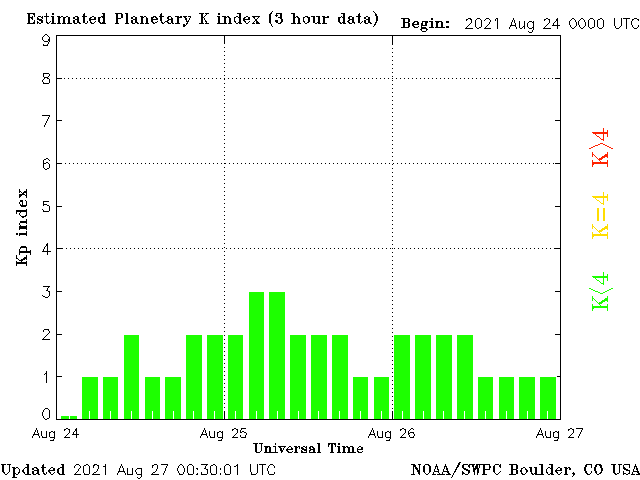 Estimated Planetary K index (3 hour data) Begin: 2021 Aug 24 0000 UTC
9
8
7
6
5
4
3
2
1
0
Kp index
K>4
K=4
K<4
Aug 24 Aug 25 Aug 26 Aug 27
Universal Time
Updated 2021 Aug 27 00:30:01 UTC NOAA/SWPC Boulder, CO USA